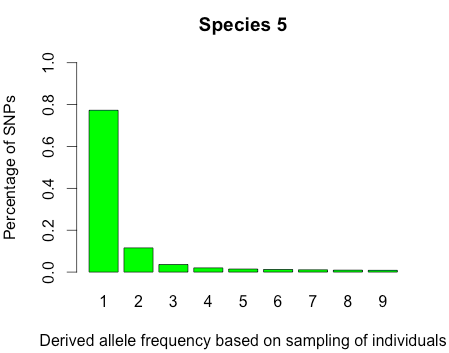 Species 5
Percentage of SNPs
1.0
0.8
0.6
0.4
0.2
0.0
1 2 3 4 5 6 7 8 9
Derived allele frequency based on sampling of individuals